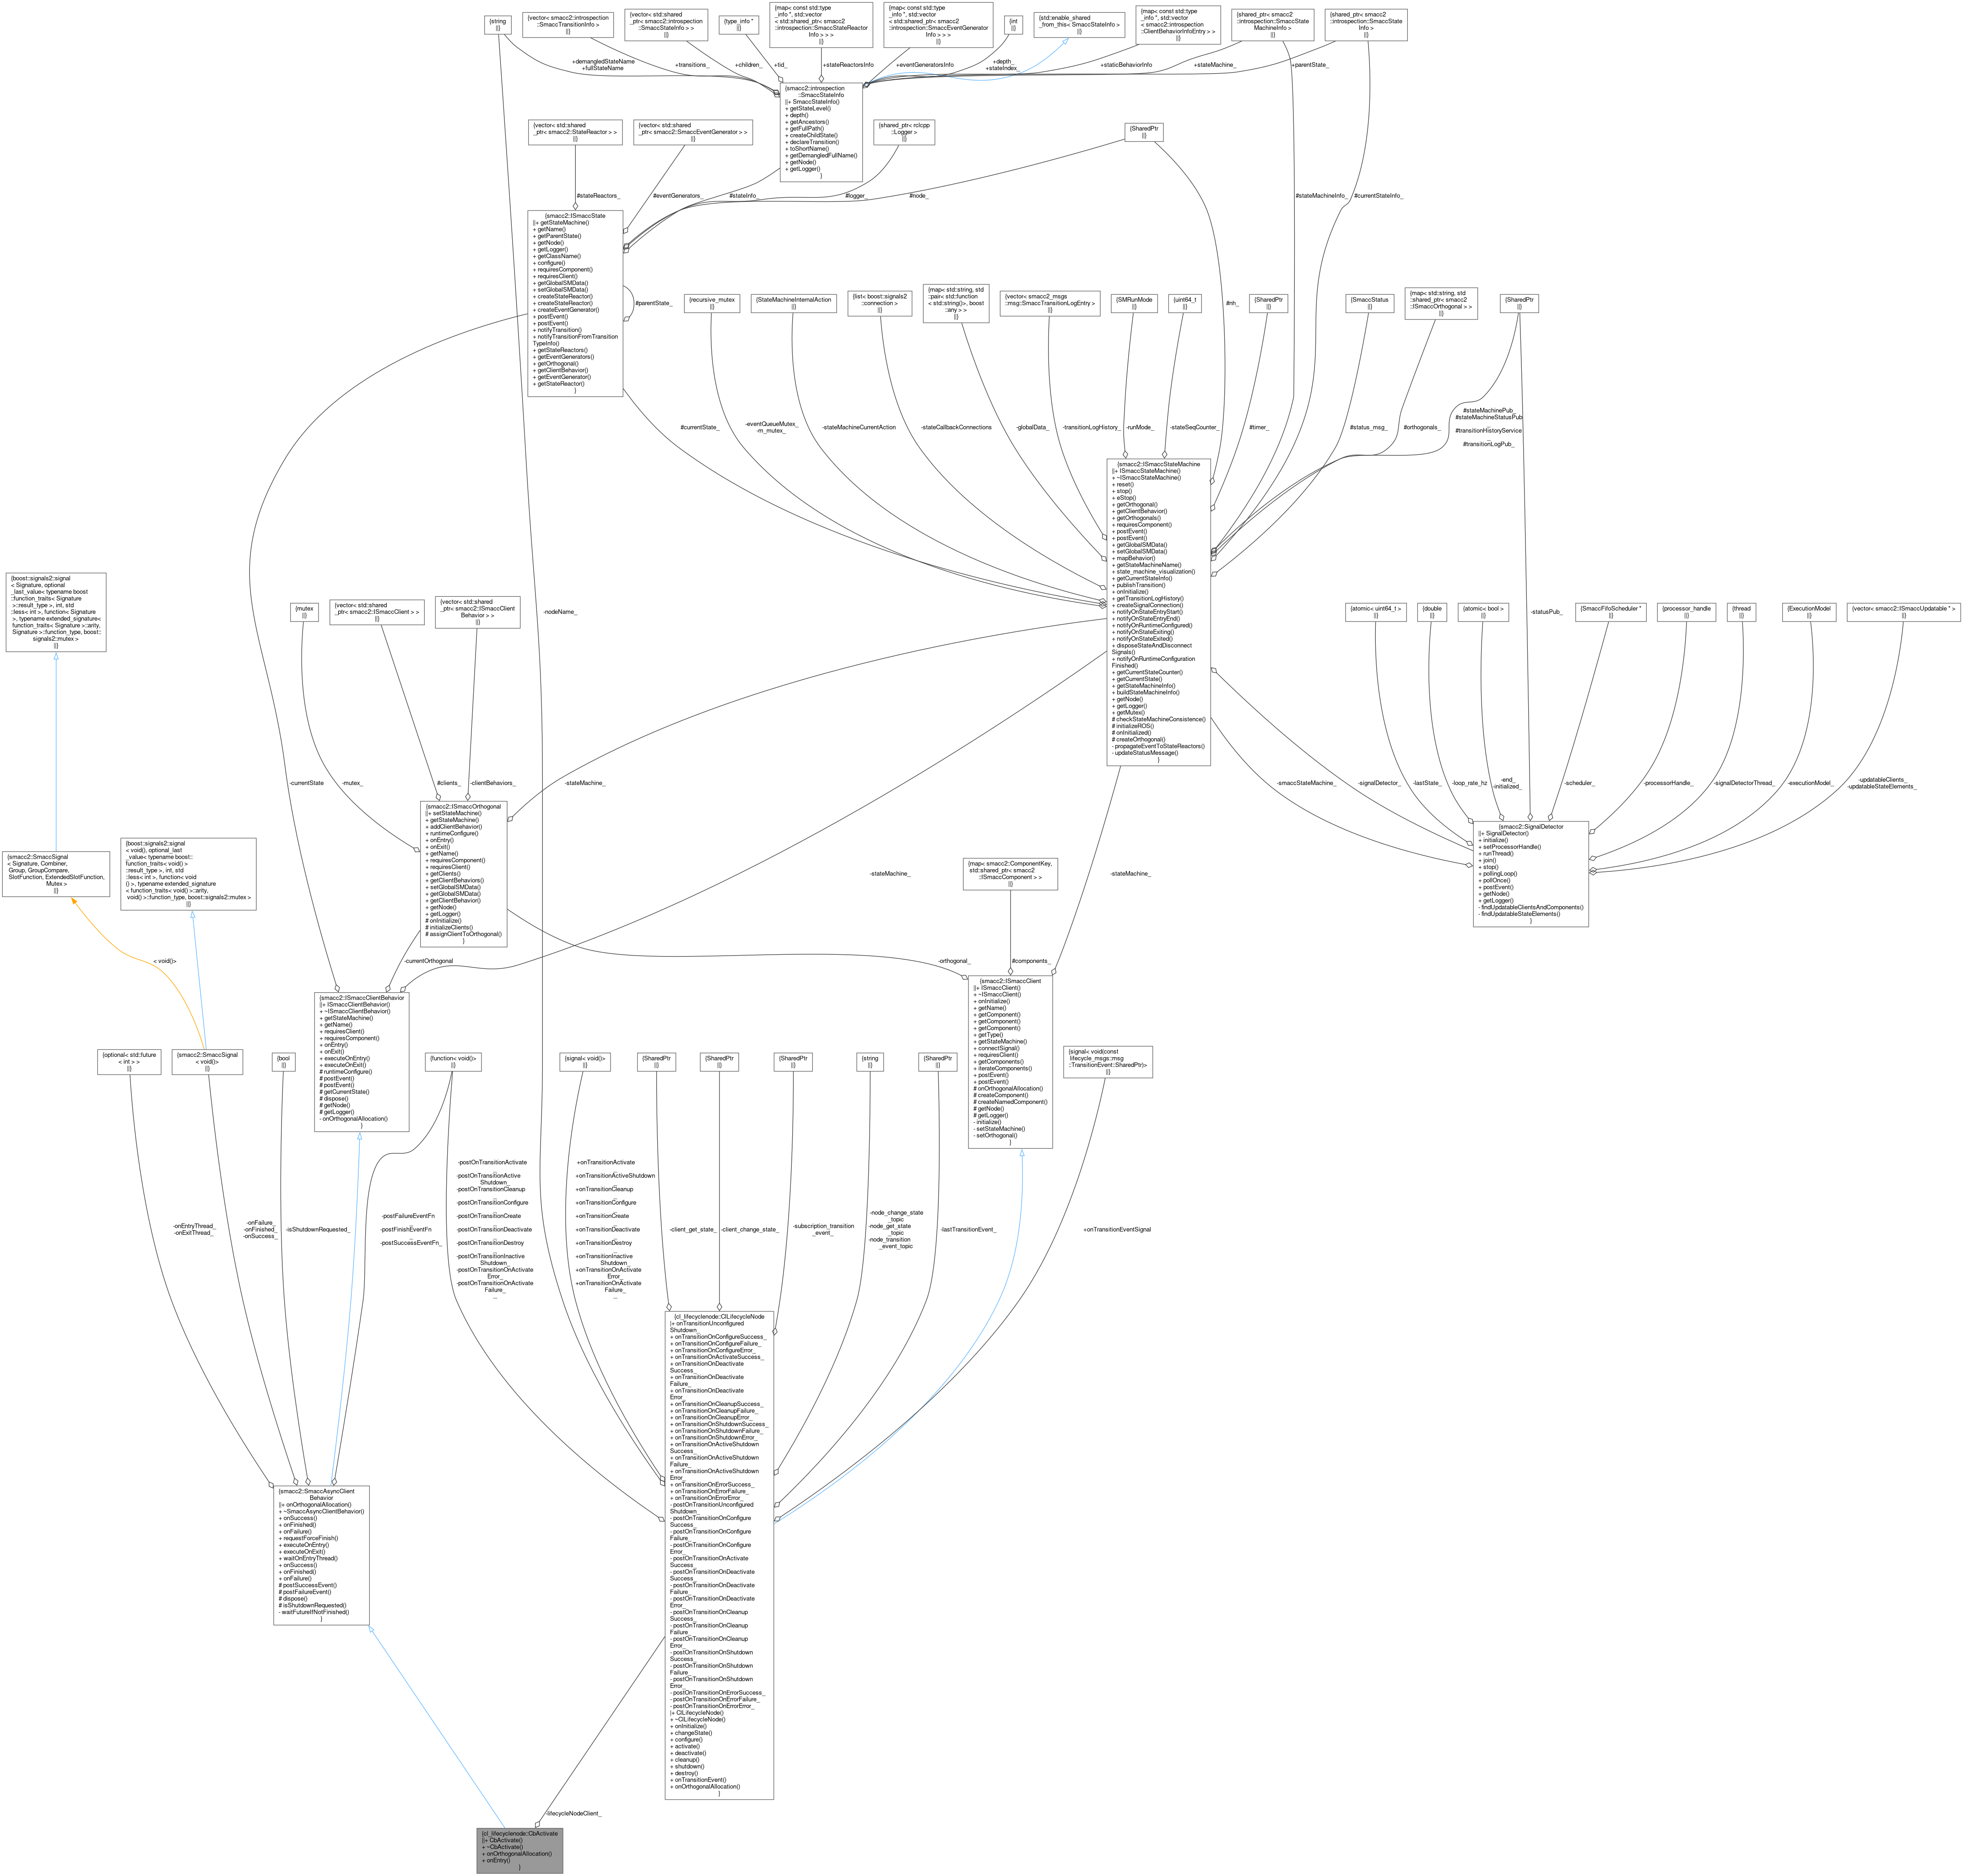 {string
||}
{vector< smacc2::introspection
::SmaccTransitionInfo >
||}
{vector< std::shared
_ptr< smacc2::introspection
::SmaccStateInfo > >
||}
{type_info *
||}
{map< const std::type
_info *, std::vector
< std::shared_ptr< smacc2
::introspection::SmaccStateReactor
Info > > >
||}
{map< const std::type
_info *, std::vector
< std::shared_ptr< smacc2
::introspection::SmaccEventGenerator
Info > > >
||}
{int
||}
{std::enable_shared
_from_this< SmaccStateInfo >
||}
{map< const std::type
_info *, std::vector
< smacc2::introspection
::ClientBehaviorInfoEntry > >
||}
{shared_ptr< smacc2
::introspection::SmaccState
MachineInfo >
||}
{shared_ptr< smacc2
::introspection::SmaccState
Info >
||}
+demangledStateName
+fullStateName
+transitions_
+children_
+tid_
+stateReactorsInfo
+eventGeneratorsInfo
+depth_
+stateIndex_
+staticBehaviorInfo
+stateMachine_
+parentState_
{smacc2::introspection
::SmaccStateInfo
||+ SmaccStateInfo()
+ getStateLevel()
+ depth()
+ getAncestors()
+ getFullPath()
+ createChildState()
+ declareTransition()
+ toShortName()
+ getDemangledFullName()
+ getNode()
+ getLogger()
}
{vector< std::shared
_ptr< smacc2::StateReactor > >
||}
{vector< std::shared
_ptr< smacc2::SmaccEventGenerator > >
||}
{shared_ptr< rclcpp
::Logger >
||}
{SharedPtr
||}
#stateReactors_
#eventGenerators_
#stateInfo_
#logger_
#node_
#stateMachineInfo_
#currentStateInfo_
{smacc2::ISmaccState
||+ getStateMachine()
+ getName()
+ getParentState()
+ getNode()
+ getLogger()
+ getClassName()
+ configure()
+ requiresComponent()
+ requiresClient()
+ getGlobalSMData()
+ setGlobalSMData()
+ createStateReactor()
+ createStateReactor()
+ createEventGenerator()
+ postEvent()
+ postEvent()
+ notifyTransition()
+ notifyTransitionFromTransition
TypeInfo()
+ getStateReactors()
+ getEventGenerators()
+ getOrthogonal()
+ getClientBehavior()
+ getEventGenerator()
+ getStateReactor()
}
#parentState_
{recursive_mutex
||}
{StateMachineInternalAction
||}
{list< boost::signals2
::connection >
||}
{map< std::string, std
::pair< std::function
< std::string()>, boost
::any > >
||}
{vector< smacc2_msgs
::msg::SmaccTransitionLogEntry >
||}
{SMRunMode
||}
{uint64_t
||}
#nh_
{SharedPtr
||}
{SmaccStatus
||}
{map< std::string, std
::shared_ptr< smacc2
::ISmaccOrthogonal > >
||}
{SharedPtr
||}
#currentState_
-eventQueueMutex_
-m_mutex_
-stateMachineCurrentAction
-stateCallbackConnections
-globalData_
-transitionLogHistory_
-runMode_
-stateSeqCounter_
#timer_
#status_msg_
#orthogonals_
#stateMachinePub_
#stateMachineStatusPub
_
#transitionHistoryService
_
#transitionLogPub_
{smacc2::ISmaccStateMachine
||+ ISmaccStateMachine()
+ ~ISmaccStateMachine()
+ reset()
+ stop()
+ eStop()
+ getOrthogonal()
+ getClientBehavior()
+ getOrthogonals()
+ requiresComponent()
+ postEvent()
+ postEvent()
+ getGlobalSMData()
+ setGlobalSMData()
+ mapBehavior()
+ getStateMachineName()
+ state_machine_visualization()
+ getCurrentStateInfo()
+ publishTransition()
+ onInitialize()
+ getTransitionLogHistory()
+ createSignalConnection()
+ notifyOnStateEntryStart()
+ notifyOnStateEntryEnd()
+ notifyOnRuntimeConfigured()
+ notifyOnStateExiting()
+ notifyOnStateExited()
+ disposeStateAndDisconnect
Signals()
+ notifyOnRuntimeConfiguration
Finished()
+ getCurrentStateCounter()
+ getCurrentState()
+ getStateMachineInfo()
+ buildStateMachineInfo()
+ getNode()
+ getLogger()
+ getMutex()
# checkStateMachineConsistence()
# initializeROS()
# onInitialized()
# createOrthogonal()
- propagateEventToStateReactors()
- updateStatusMessage()
}
{boost::signals2::signal
< Signature, optional
_last_value< typename boost
::function_traits< Signature
>::result_type >, int, std
::less< int >, function< Signature
>, typename extended_signature<
function_traits< Signature >::arity,
Signature >::function_type, boost::
signals2::mutex >
||}
{mutex
||}
{vector< std::shared
_ptr< smacc2::ISmaccClient > >
||}
{vector< std::shared
_ptr< smacc2::ISmaccClient
Behavior > >
||}
-nodeName_
-statusPub_
{atomic< uint64_t >
||}
{double
||}
{atomic< bool >
||}
{SmaccFifoScheduler *
||}
{processor_handle
||}
{thread
||}
{ExecutionModel
||}
{vector< smacc2::ISmaccUpdatable * >
||}
-currentState
-mutex_
#clients_
-clientBehaviors_
-stateMachine_
-smaccStateMachine_
-signalDetector_
-lastState_
-loop_rate_hz
-end_
-initialized_
-scheduler_
-processorHandle_
-signalDetectorThread_
-executionModel_
-updatableClients_
-updatableStateElements_
{smacc2::ISmaccOrthogonal
||+ setStateMachine()
+ getStateMachine()
+ addClientBehavior()
+ runtimeConfigure()
+ onEntry()
+ onExit()
+ getName()
+ requiresComponent()
+ requiresClient()
+ getClients()
+ getClientBehaviors()
+ setGlobalSMData()
+ getGlobalSMData()
+ getClientBehavior()
+ getNode()
+ getLogger()
# onInitialize()
# initializeClients()
# assignClientToOrthogonal()
}
{smacc2::SignalDetector
||+ SignalDetector()
+ initialize()
+ setProcessorHandle()
+ runThread()
+ join()
+ stop()
+ pollingLoop()
+ pollOnce()
+ postEvent()
+ getNode()
+ getLogger()
- findUpdatableClientsAndComponents()
- findUpdatableStateElements()
}
{smacc2::SmaccSignal
< Signature, Combiner,
Group, GroupCompare,
SlotFunction, ExtendedSlotFunction,
Mutex >
||}
{boost::signals2::signal
< void(), optional_last
_value< typename boost::
function_traits< void() >
::result_type >, int, std
::less< int >, function< void
() >, typename extended_signature
< function_traits< void() >::arity,
void() >::function_type, boost::signals2::mutex >
||}
{map< smacc2::ComponentKey,
std::shared_ptr< smacc2
::ISmaccComponent > >
||}
-stateMachine_
-stateMachine_
< void()>
-currentOrthogonal
-orthogonal_
#components_
{smacc2::ISmaccClientBehavior
||+ ISmaccClientBehavior()
+ ~ISmaccClientBehavior()
+ getStateMachine()
+ getName()
+ requiresClient()
+ requiresComponent()
+ onEntry()
+ onExit()
+ executeOnEntry()
+ executeOnExit()
# runtimeConfigure()
# postEvent()
# postEvent()
# getCurrentState()
# dispose()
# getNode()
# getLogger()
- onOrthogonalAllocation()
}
{smacc2::ISmaccClient
||+ ISmaccClient()
+ ~ISmaccClient()
+ onInitialize()
+ getName()
+ getComponent()
+ getComponent()
+ getComponent()
+ getType()
+ getStateMachine()
+ connectSignal()
+ requiresClient()
+ getComponents()
+ iterateComponents()
+ postEvent()
+ postEvent()
# onOrthogonalAllocation()
# createComponent()
# createNamedComponent()
# getNode()
# getLogger()
- initialize()
- setStateMachine()
- setOrthogonal()
}
{optional< std::future
< int > >
||}
{smacc2::SmaccSignal
< void()>
||}
{bool
||}
{function< void()>
||}
{signal< void()>
||}
{SharedPtr
||}
{SharedPtr
||}
{SharedPtr
||}
{string
||}
{SharedPtr
||}
{signal< void(const
lifecycle_msgs::msg
::TransitionEvent::SharedPtr)>
||}
-onEntryThread_
-onExitThread_
-onFailure_
-onFinished_
-onSuccess_
-isShutdownRequested_
-postFailureEventFn
_
-postFinishEventFn
_
-postSuccessEventFn_
-postOnTransitionActivate
_
-postOnTransitionActive
Shutdown_
-postOnTransitionCleanup
_
-postOnTransitionConfigure
_
-postOnTransitionCreate
_
-postOnTransitionDeactivate
_
-postOnTransitionDestroy
_
-postOnTransitionInactive
Shutdown_
-postOnTransitionOnActivate
Error_
-postOnTransitionOnActivate
Failure_
...
+onTransitionActivate
_
+onTransitionActiveShutdown
_
+onTransitionCleanup
_
+onTransitionConfigure
_
+onTransitionCreate
_
+onTransitionDeactivate
_
+onTransitionDestroy
_
+onTransitionInactive
Shutdown_
+onTransitionOnActivate
Error_
+onTransitionOnActivate
Failure_
...
-client_get_state_
-client_change_state_
-subscription_transition
_event_
-node_change_state
_topic
-node_get_state
_topic
-node_transition
_event_topic
-lastTransitionEvent_
+onTransitionEventSignal
{smacc2::SmaccAsyncClient
Behavior
||+ onOrthogonalAllocation()
+ ~SmaccAsyncClientBehavior()
+ onSuccess()
+ onFinished()
+ onFailure()
+ requestForceFinish()
+ executeOnEntry()
+ executeOnExit()
+ waitOnEntryThread()
+ onSuccess()
+ onFinished()
+ onFailure()
# postSuccessEvent()
# postFailureEvent()
# dispose()
# isShutdownRequested()
- waitFutureIfNotFinished()
}
{cl_lifecyclenode::ClLifecycleNode
|+ onTransitionUnconfigured
Shutdown_
+ onTransitionOnConfigureSuccess_
+ onTransitionOnConfigureFailure_
+ onTransitionOnConfigureError_
+ onTransitionOnActivateSuccess_
+ onTransitionOnDeactivate
Success_
+ onTransitionOnDeactivate
Failure_
+ onTransitionOnDeactivate
Error_
+ onTransitionOnCleanupSuccess_
+ onTransitionOnCleanupFailure_
+ onTransitionOnCleanupError_
+ onTransitionOnShutdownSuccess_
+ onTransitionOnShutdownFailure_
+ onTransitionOnShutdownError_
+ onTransitionOnActiveShutdown
Success_
+ onTransitionOnActiveShutdown
Failure_
+ onTransitionOnActiveShutdown
Error_
+ onTransitionOnErrorSuccess_
+ onTransitionOnErrorFailure_
+ onTransitionOnErrorError_
- postOnTransitionUnconfigured
Shutdown_
- postOnTransitionOnConfigure
Success_
- postOnTransitionOnConfigure
Failure_
- postOnTransitionOnConfigure
Error_
- postOnTransitionOnActivate
Success_
- postOnTransitionOnDeactivate
Success_
- postOnTransitionOnDeactivate
Failure_
- postOnTransitionOnDeactivate
Error_
- postOnTransitionOnCleanup
Success_
- postOnTransitionOnCleanup
Failure_
- postOnTransitionOnCleanup
Error_
- postOnTransitionOnShutdown
Success_
- postOnTransitionOnShutdown
Failure_
- postOnTransitionOnShutdown
Error_
- postOnTransitionOnErrorSuccess_
- postOnTransitionOnErrorFailure_
- postOnTransitionOnErrorError_
|+ ClLifecycleNode()
+ ~ClLifecycleNode()
+ onInitialize()
+ changeState()
+ configure()
+ activate()
+ deactivate()
+ cleanup()
+ shutdown()
+ destroy()
+ onTransitionEvent()
+ onOrthogonalAllocation()
}
-lifecycleNodeClient_
{cl_lifecyclenode::CbActivate
||+ CbActivate()
+ ~CbActivate()
+ onOrthogonalAllocation()
+ onEntry()
}